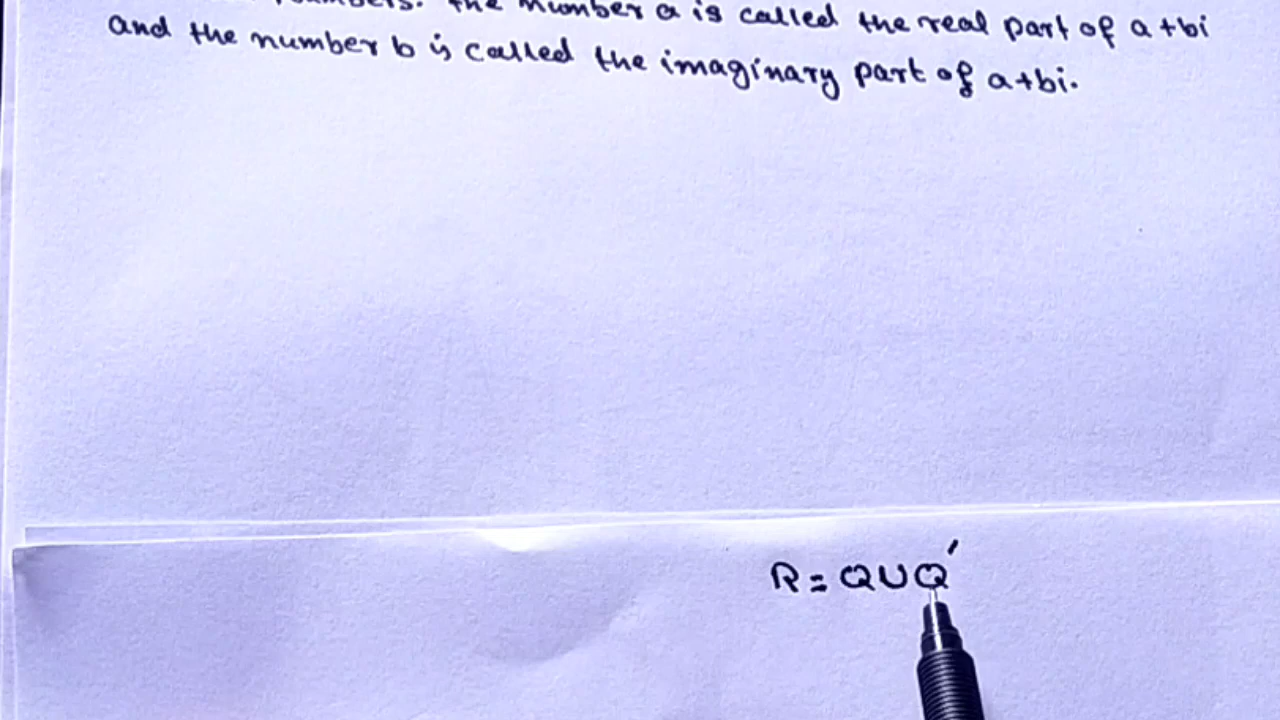 numbers. The number a is called the real part of a+bi
and the number b is called the imaginary part of a+bi.
R = Q U Q'